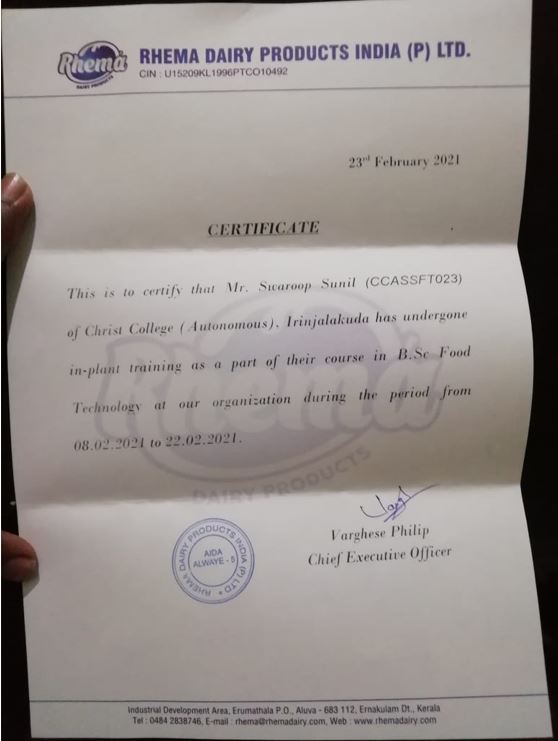 Rhema
DAIRY PRODUCTS
RHEMA DAIRY PRODUCTS INDIA (P) LTD.
CIN : U15209KL1996PTCO10492
23rd February 2021
CERTIFICATE
This is to certify that Mr. Swaroop Sunil (CCASSFT023)
of Christ College (Autonomous), Irinjalakuda has undergone
in-plant training as a part of their course in B.Sc Food
Technology at our organization during the period from
08.02.2021 to 22.02.2021.
Rhema
DAIRY PRODUCTS
RHEMA DAIRY PRODUCTS INDIA (P) LTD
AIDA
ALWAYE - 5
Varghese Philip
Chief Executive Officer
Industrial Development Area, Erumathala P.O., Aluva - 683 112, Ernakulam Dt., Kerala
Tel : 0484 2838746, E-mail : rhema@rhemadairy.com, Web : www.rhemadairy.com